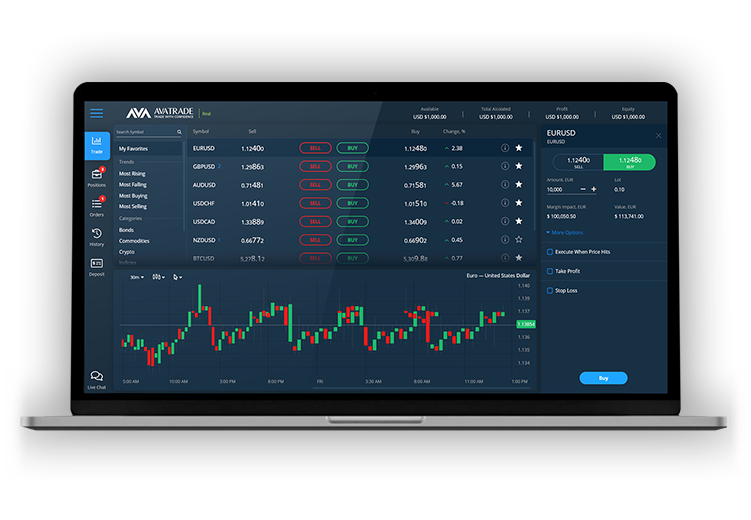 AVA AVATRADE
TRADE WITH CONFIDENCE
Real
Available
USD $1,000.00
Total Alcoated
USD $1,000.00
Profit
USD $1,000.00
Equity
USD $1,000.00
Trade
Positions
Orders
History
$ 25
Deposit
Live Chat
Search Symbol
My Favorites
Trends
Most Rising
Most Falling
Most Buying
Most Selling
Categories
Bonds
Commodities
Crypto
Indices
Symbol Sell Buy Change, %
EURUSD 1.12400 SELL BUY 1.12480 2.38
GBPUSD 1.29863 SELL BUY 1.29963 0.15
AUDUSD 0.71481 SELL BUY 0.71581 5.67
USDCHF 1.01410 SELL BUY 1.01510 -0.18
USDCAD 1.33889 SELL BUY 1.34009 0.02
NZDUSD 0.66772 SELL BUY 0.66902 0.45
BTCUSD 5,278.12 SELL BUY 5,309.88 0.77
30m
Euro — United States Dollar
1.140
1.139
1.137
1.13854
1.136
1.135
1.134
5:00 AM 10:00 AM 3:00 PM 8:00 PM FRI 3:30 AM 8:00 AM 11:00 AM 1:00 PM
EURUSD
EURUSD
1.12400
SELL
1.12480
BUY
Amount, EUR
10,000
Lot
0.10
Margin Impact, EUR
$ 100,050.50
Value, EUR
$ 113,741.00
More Options
Execute When Price Hits
Take Profit
Stop Loss
Buy